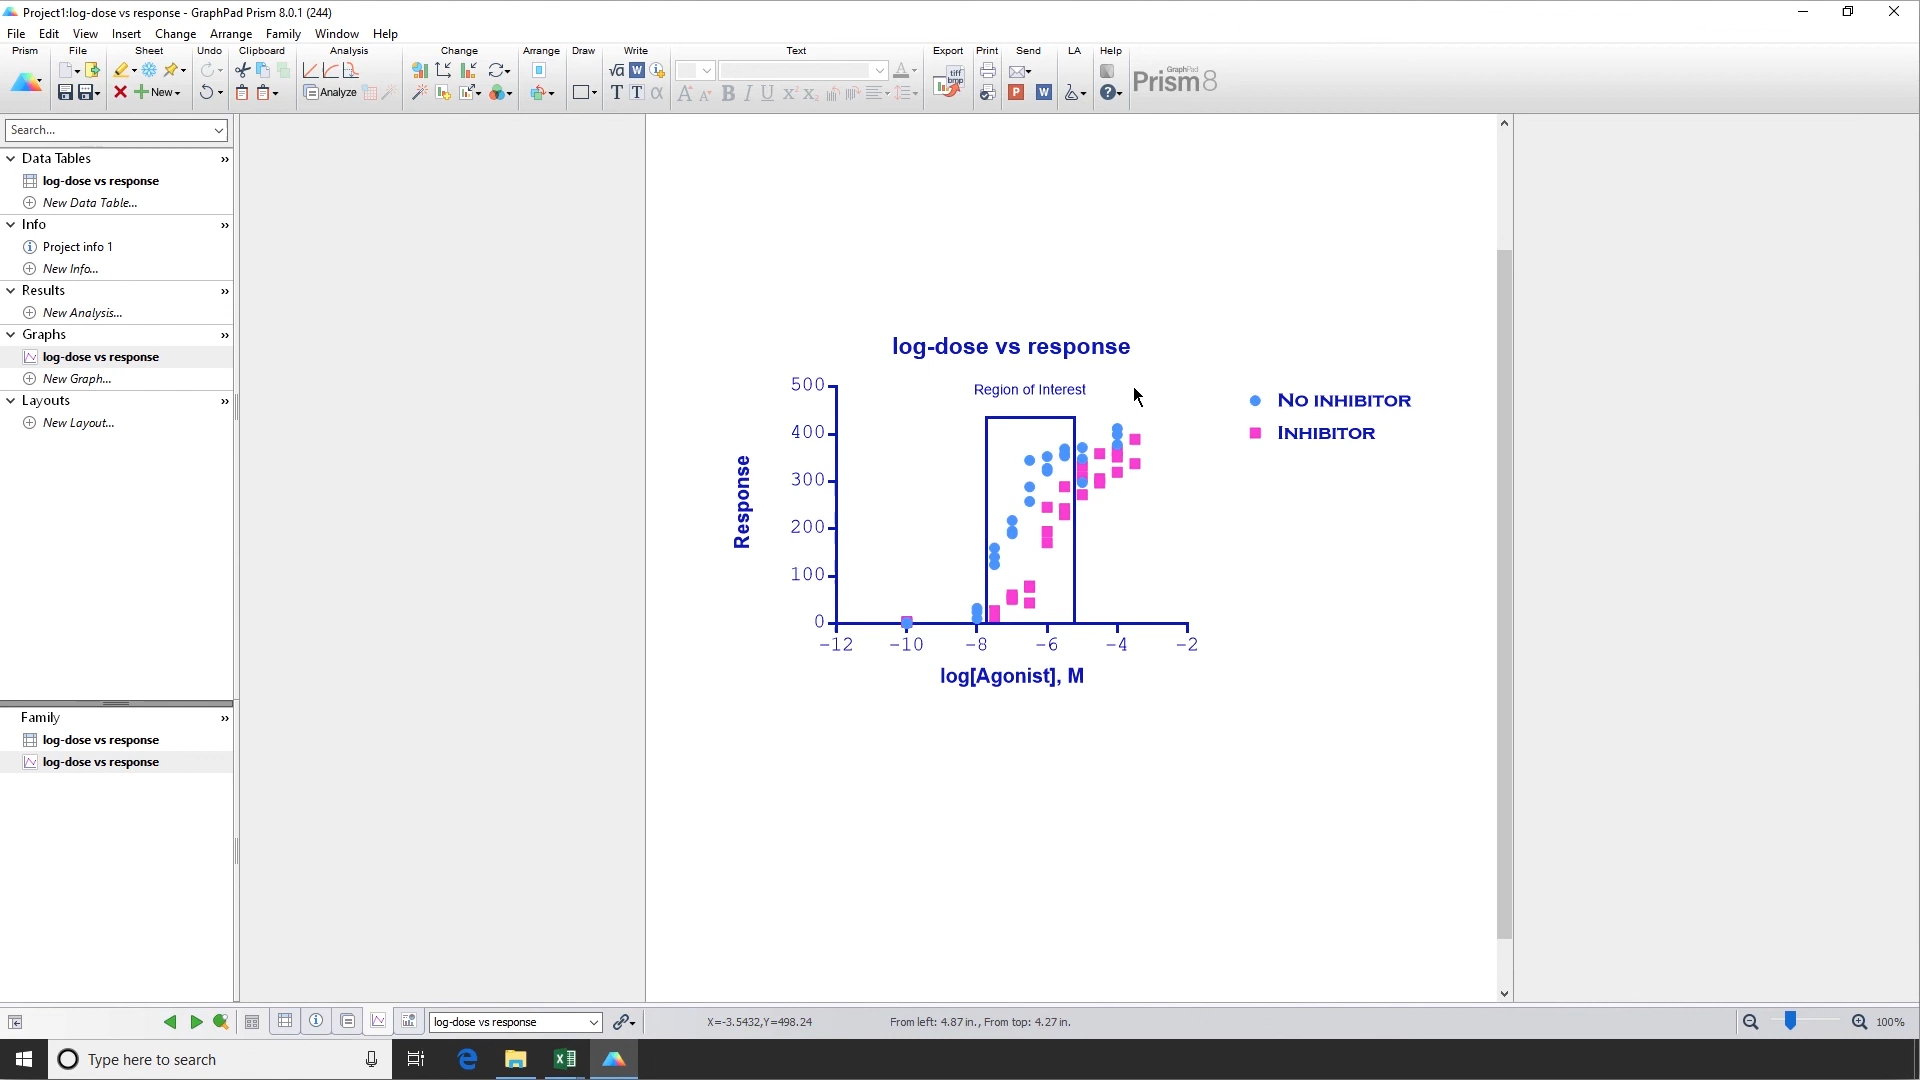 Project1:log-dose vs response - GraphPad Prism 8.0.1 (244)
File Edit View Insert Change Arrange Family Window Help
Prism File Sheet Undo Clipboard Analysis Change Arrange Draw Write Text Export Print Send LA Help
tiff
bmp
GraphPad
Prism8
Analyze
New
Search...
Data Tables
log-dose vs response
New Data Table...
Info
Project info 1
New Info...
Results
New Analysis...
Graphs
log-dose vs response
New Graph...
Layouts
New Layout...
Family
log-dose vs response
log-dose vs response
log-dose vs response
Region of Interest
500
400
300
200
100
0
Response
-12 -10 -8 -6 -4 -2
log[Agonist], M
No inhibitor
Inhibitor
log-dose vs response
X=-3.5432,Y=498.24
From left: 4.87 in., From top: 4.27 in.
100%
Type here to search